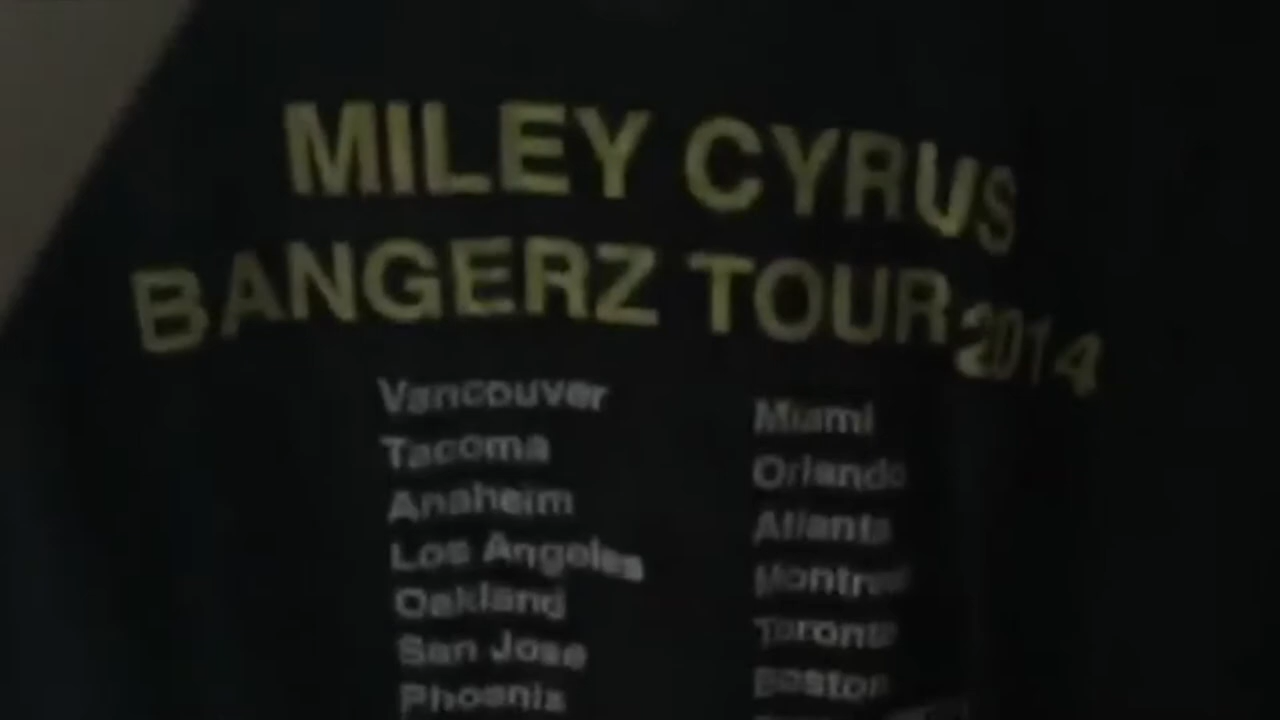 MILEY CYRUS
BANGERZ TOUR 2014
Vancouver
Tacoma
Anaheim
Los Angeles
Oakland
San Jose
Phoenix
Miami
Orlando
Atlanta
Montreal
Toronto
Boston